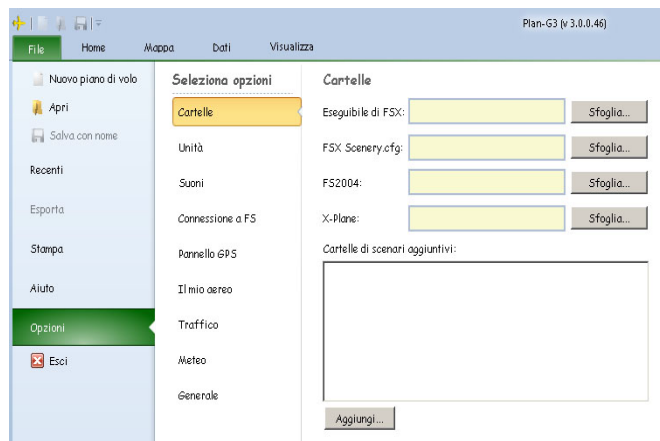 Plan-G3 (v 3.0.0.46)
File Home Mappa Dati Visualizza
Nuovo piano di volo
Apri
Salva con nome
Recenti
Esporta
Stampa
Aiuto
Opzioni
Esci
Seleziona opzioni
Cartelle
Unità
Suoni
Connessione a FS
Pannello GPS
Il mio aereo
Traffico
Meteo
Generale
Cartelle
Eseguibile di FSX: Sfoglia...
FSX Scenery.cfg: Sfoglia...
FS2004: Sfoglia...
X-Plane: Sfoglia...
Cartelle di scenari aggiuntivi:
Aggiungi...